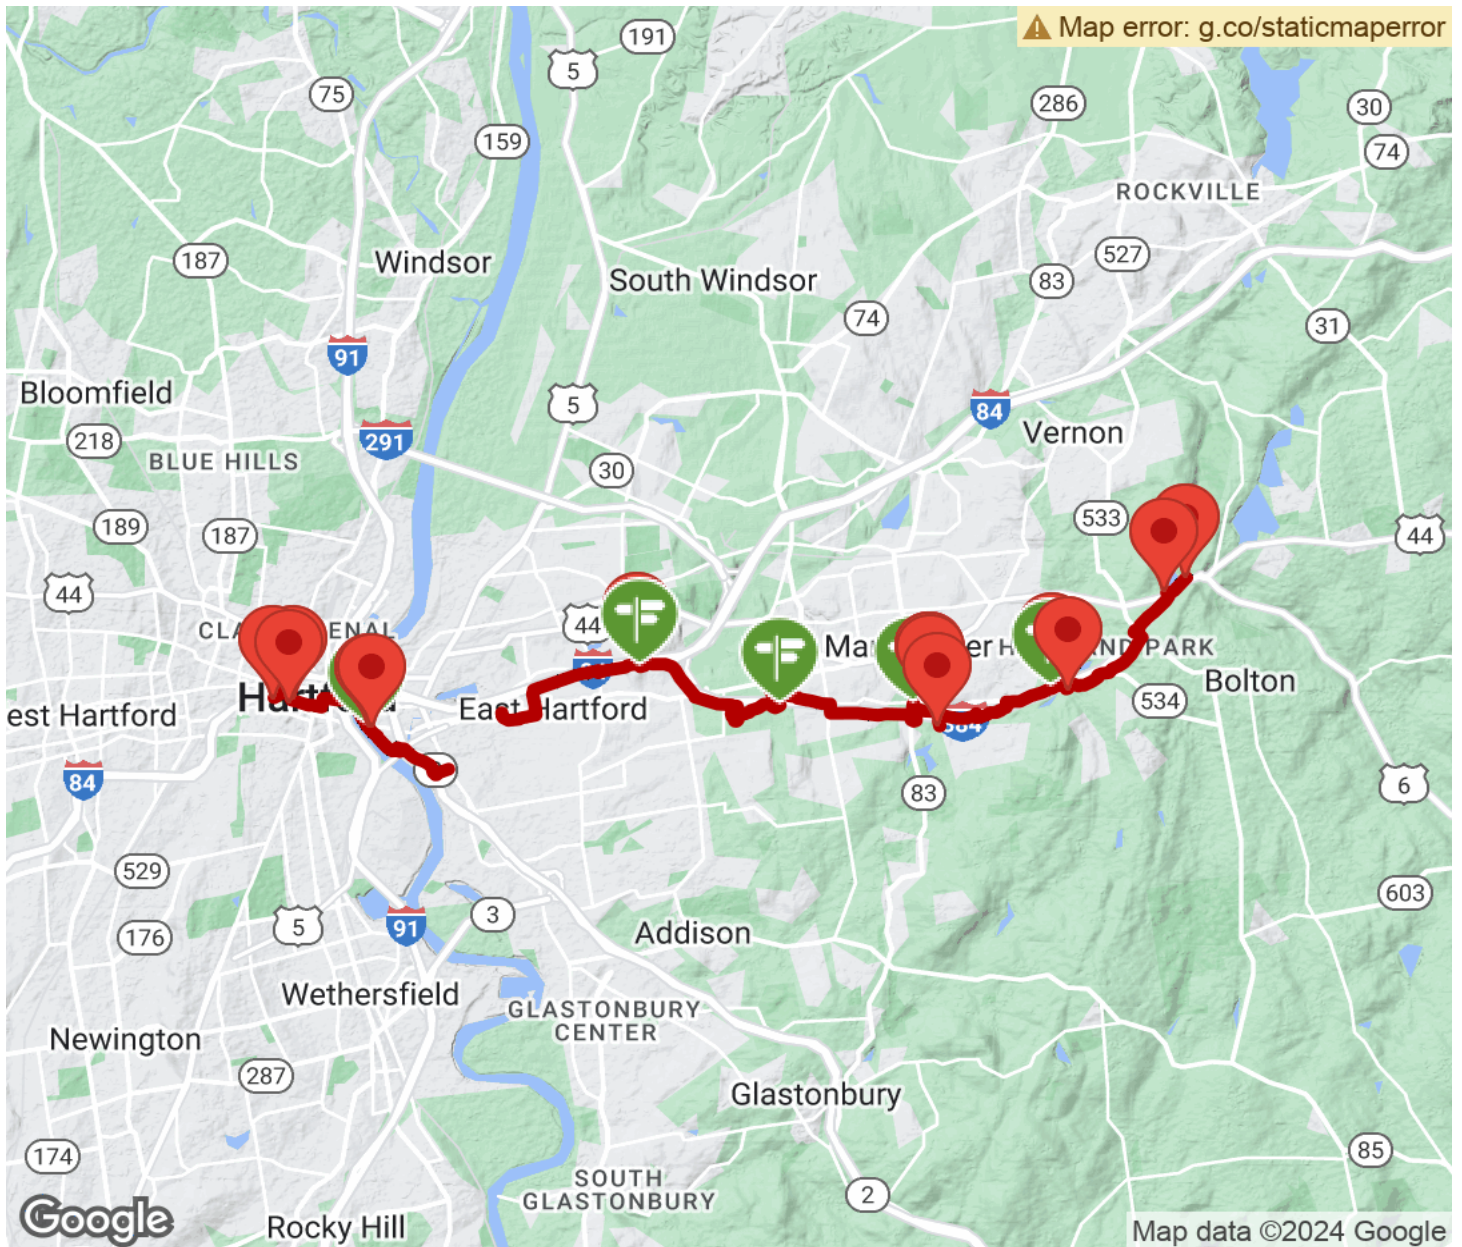 Map error: g.co/staticmaperror
191
5
75
286
30
159
74
ROCKVILLE
187
Windsor
527
South Windsor
83
74
31
91
Bloomfield
5
84
218
291
Vernon
BLUE HILLS
30
533
189
187
44
44
44
HARTFORD
Bolton
est Hartford
East Hartford
534
84
83
6
529
603
3
5
91
176
Addison
Wethersfield
GLASTONBURY
CENTER
Newington
287
Glastonbury
85
174
SOUTH
GLASTONBURY
2
Google
Rocky Hill
Map data ©2024 Google